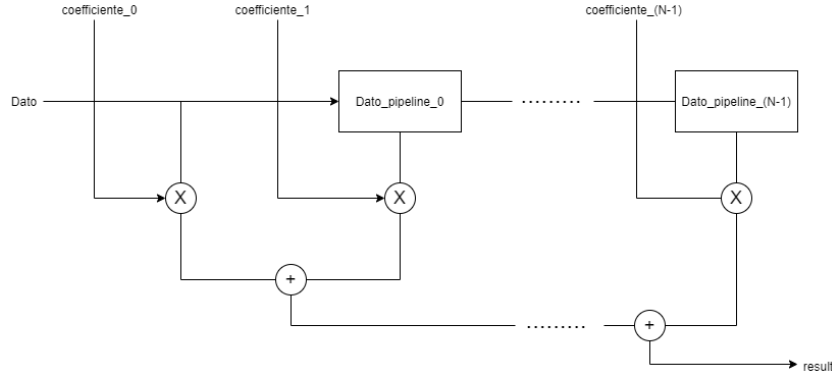 coefficiente_0
coefficiente_1
coefficiente_(N-1)
Dato
Dato_pipeline_0
.........
Dato_pipeline_(N-1)
X
X
X
+
.........
+
result